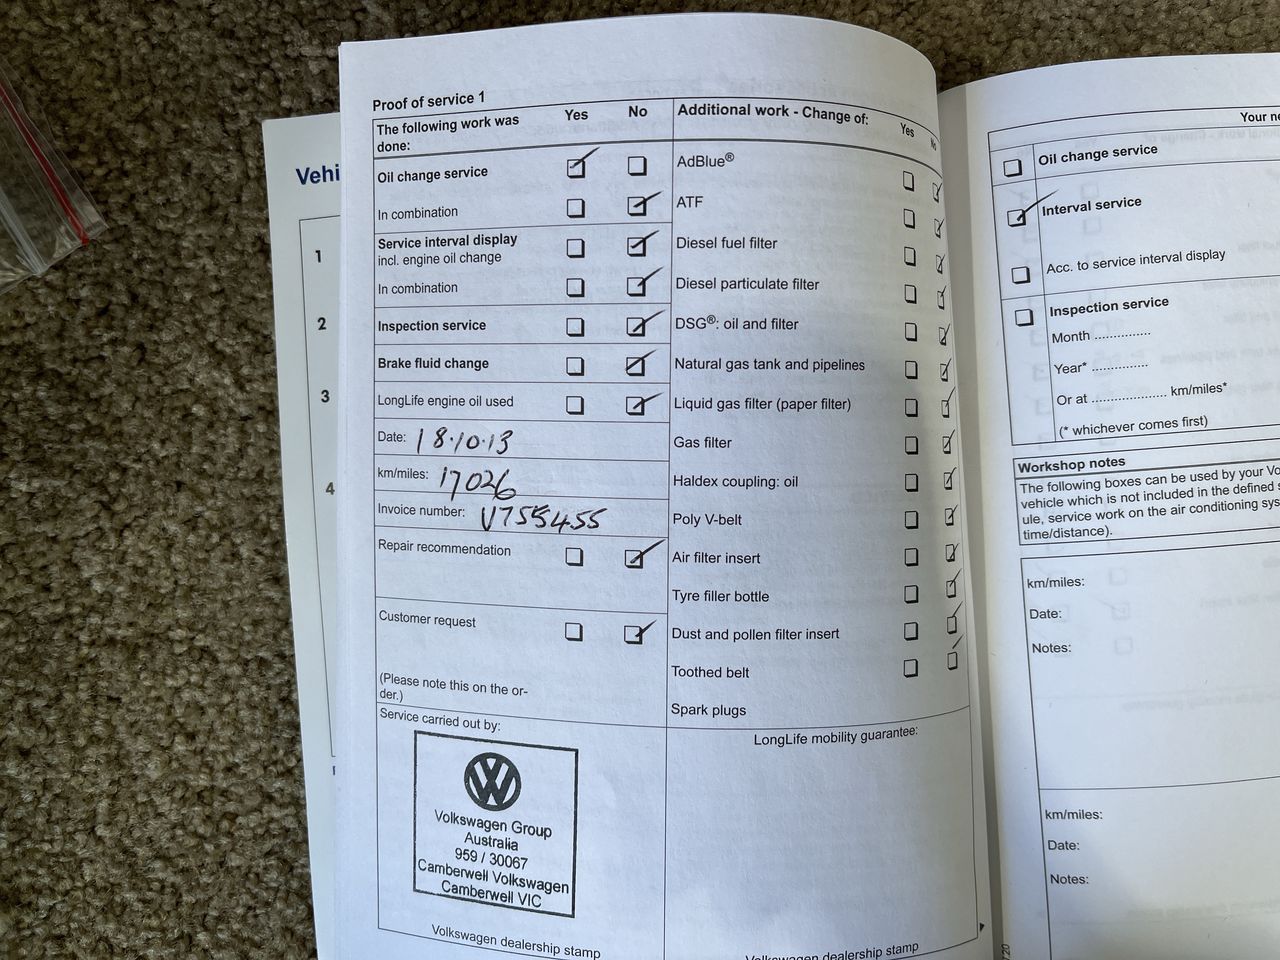 Vehi
1
2
3
4
Proof of service 1
The following work was
done:
Yes No
Oil change service
In combination
Service interval display
incl. engine oil change
In combination
Inspection service
Brake fluid change
LongLife engine oil used
Date: 18.10.13
km/miles: 17026
Invoice number: V755455
Repair recommendation
Customer request
(Please note this on the or-
der.)
Service carried out by:
Volkswagen Group
Australia
959 / 30067
Camberwell Volkswagen
Camberwell VIC
Volkswagen dealership stamp
Additional work - Change of:
Yes No
AdBlue®
ATF
Diesel fuel filter
Diesel particulate filter
DSG®: oil and filter
Natural gas tank and pipelines
Liquid gas filter (paper filter)
Gas filter
Haldex coupling: oil
Poly V-belt
Air filter insert
Tyre filler bottle
Dust and pollen filter insert
Toothed belt
Spark plugs
LongLife mobility guarantee:
Volkswagen dealership stamp
Your ne
Oil change service
Interval service
Acc. to service interval display
Inspection service
Month ..............
Year* ..............
Or at ................... km/miles*
(* whichever comes first)
Workshop notes
The following boxes can be used by your Vo
vehicle which is not included in the defined s
ule, service work on the air conditioning sys
time/distance).
km/miles:
Date:
Notes:
km/miles:
Date:
Notes: